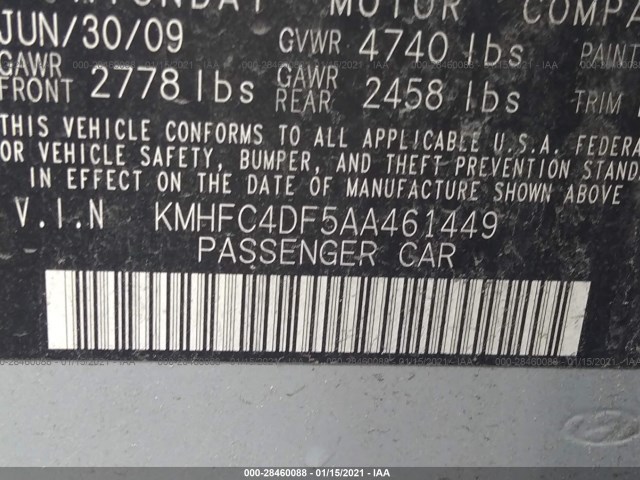 MOTOR COMPA
JUN/30/09 GVWR 4740 lbs PAINT
GAWR FRONT 2778 lbs GAWR REAR 2458 lbs TRIM
THIS VEHICLE CONFORMS TO ALL APPLICABLE U.S.A. FEDERA
OR VEHICLE SAFETY, BUMPER, AND THEFT PREVENTION STAND
IN EFFECT ON THE DATE OF MANUFACTURE SHOWN ABOVE
V.I.N KMHFC4DF5AA461449
PASSENGER CAR
000-28460088 - 01/15/2021 - IAA